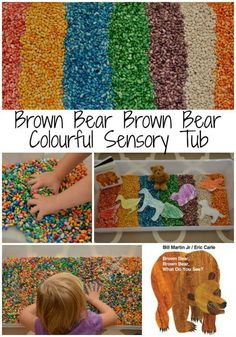 Brown Bear Brown Bear
Colourful Sensory Tub
Bill Martin Jr / Eric Carle
Brown Bear,
Brown Bear,
What Do You See?